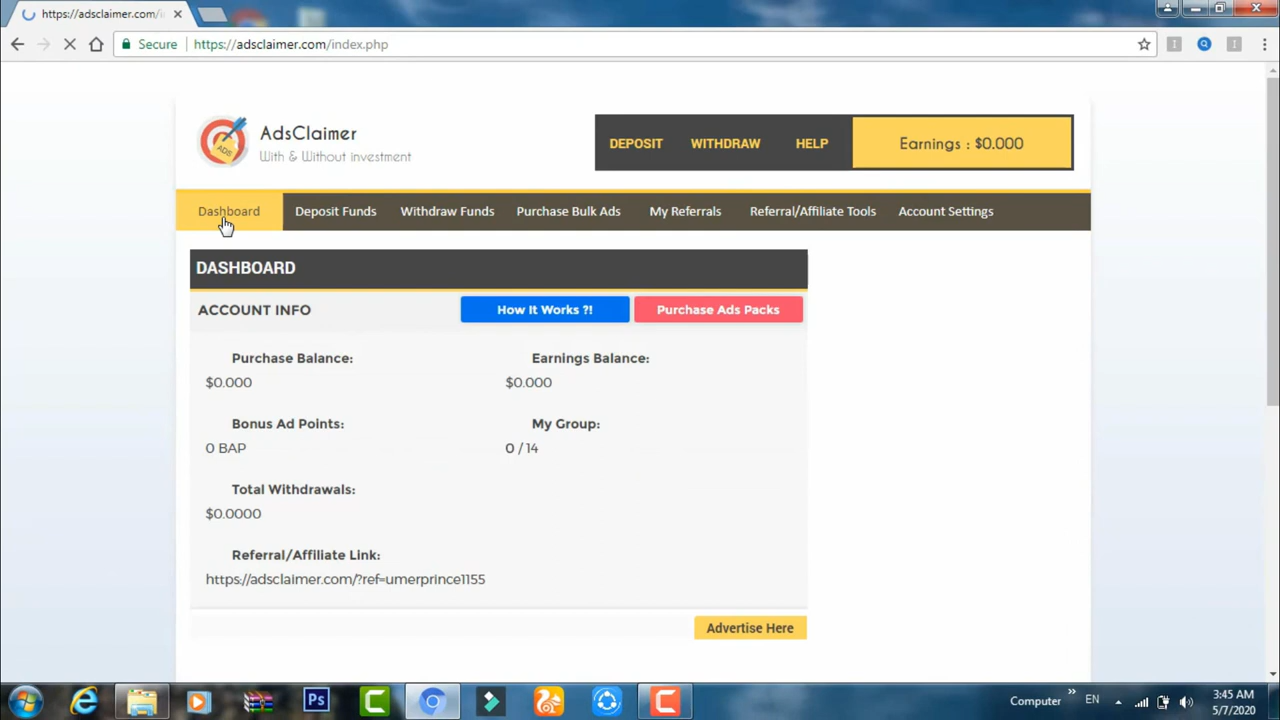 https://adsclaimer.com/i
Secure https://adsclaimer.com/index.php
ADS
AdsClaimer
With & Without investment
DEPOSIT WITHDRAW HELP Earnings : $0.000
Dashboard Deposit Funds Withdraw Funds Purchase Bulk Ads My Referrals Referral/Affiliate Tools Account Settings
DASHBOARD
ACCOUNT INFO How It Works ?! Purchase Ads Packs
Purchase Balance: Earnings Balance:
$0.000 $0.000
Bonus Ad Points: My Group:
0 BAP 0 / 14
Total Withdrawals:
$0.0000
Referral/Affiliate Link:
https://adsclaimer.com/?ref=umerprince1155
Advertise Here
Ps
Computer » EN 3:45 AM
5/7/2020